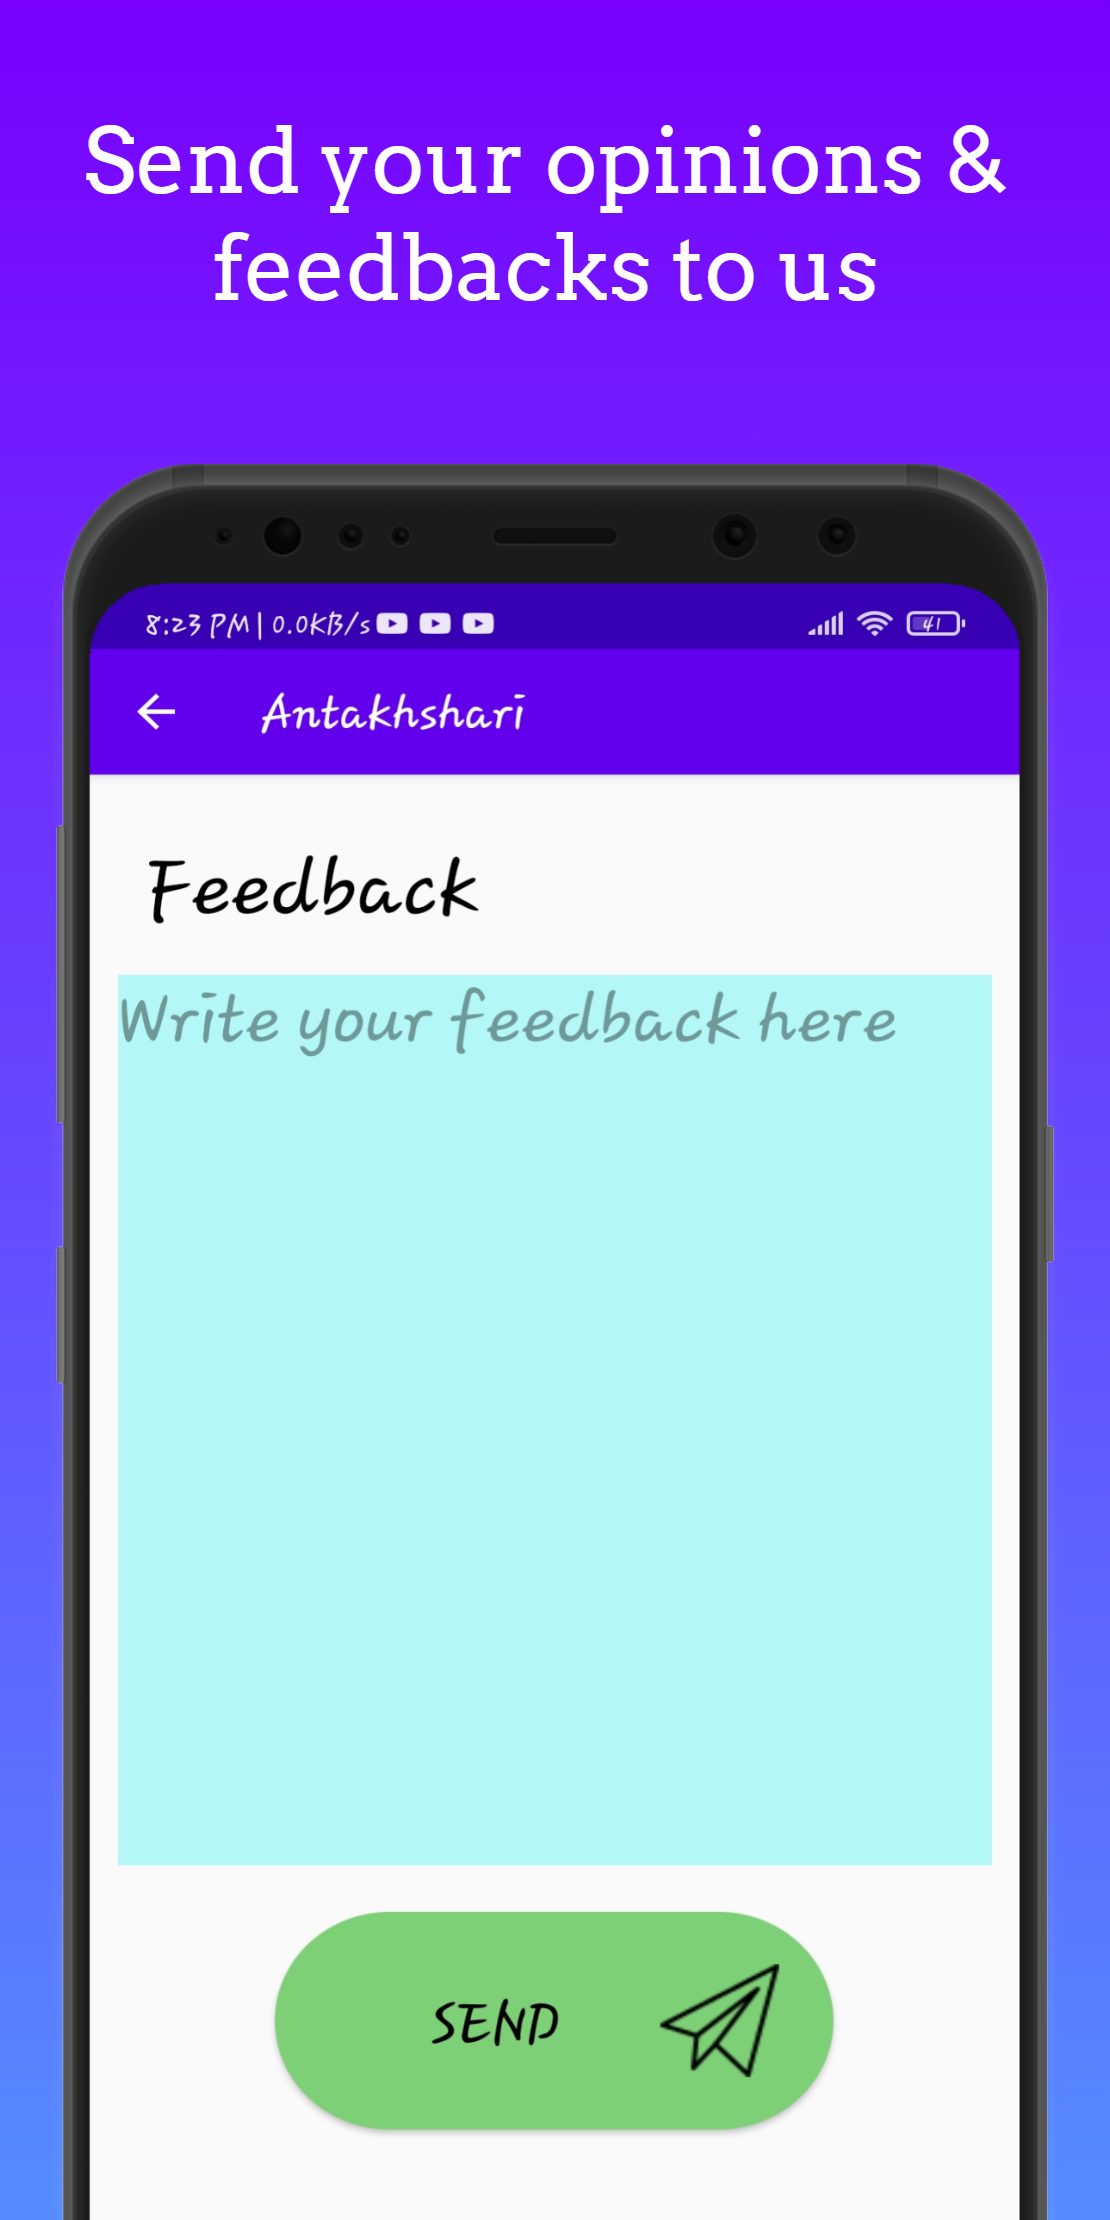 Send your opinions &
feedbacks to us
8:23 PM | 0.0KB/s
41
Antakhshari
Feedback
Write your feedback here
SEND